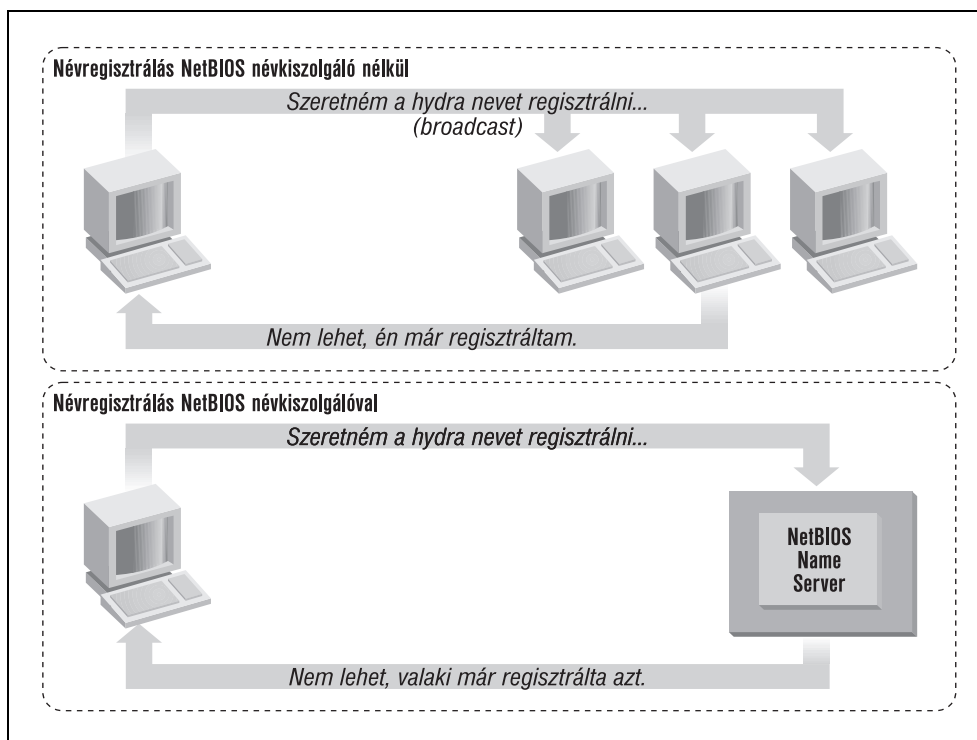 Névregisztrálás NetBIOS névkiszolgáló nélkül
Szeretném a hydra nevet regisztrálni...
(broadcast)
Nem lehet, én már regisztráltam.
Névregisztrálás NetBIOS névkiszolgálóval
Szeretném a hydra nevet regisztrálni...
NetBIOS
Name
Server
Nem lehet, valaki már regisztrálta azt.